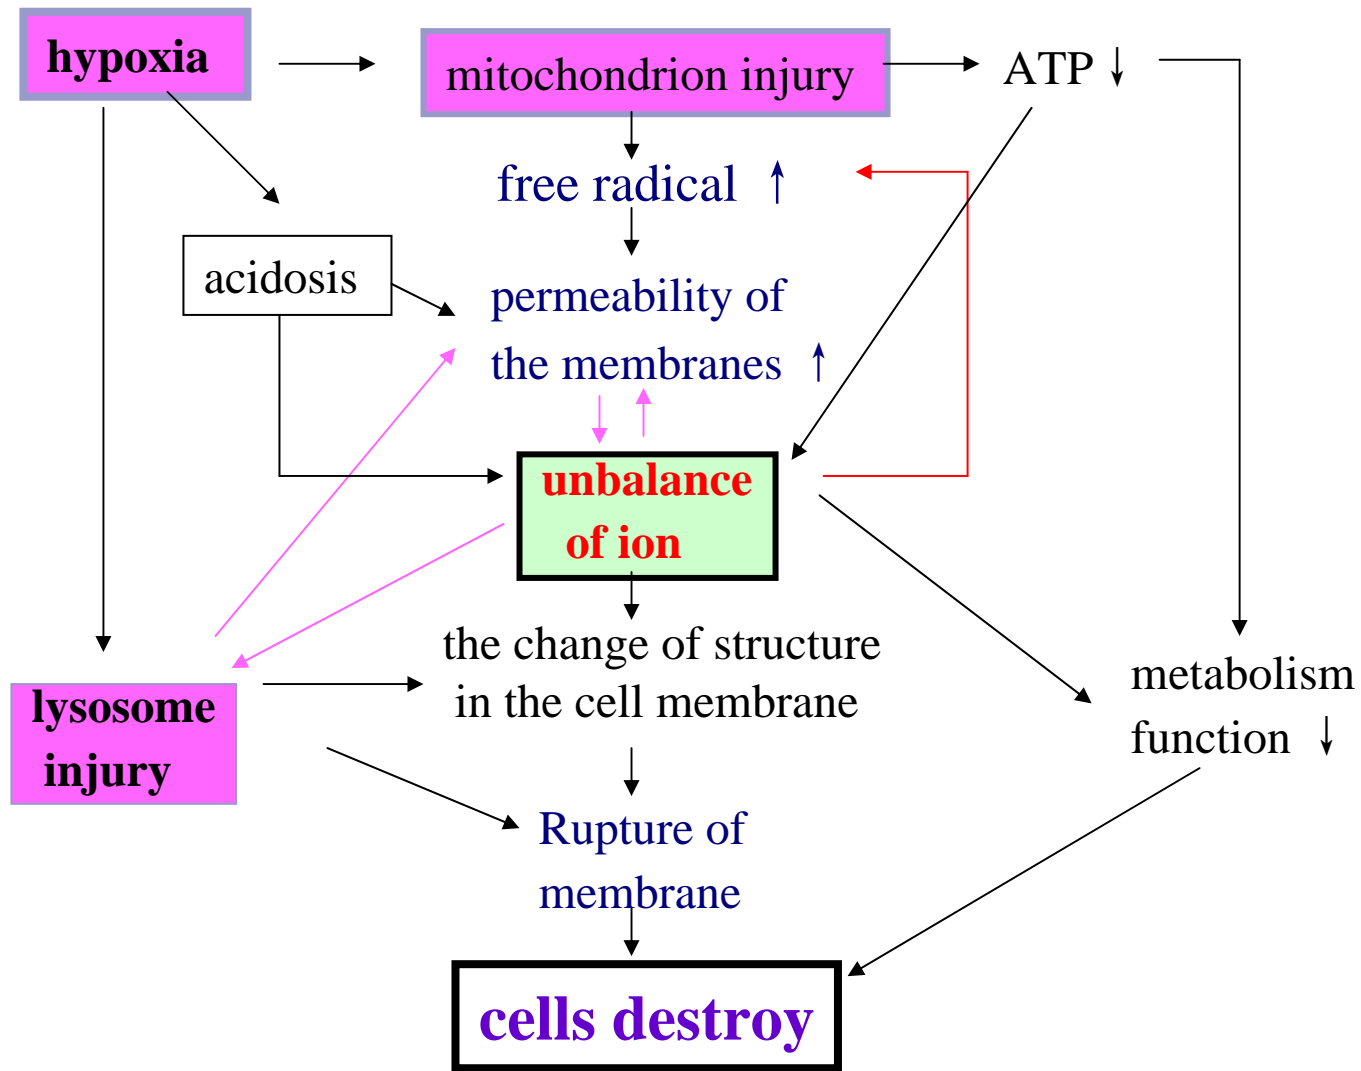 hypoxia
mitochondrion injury
ATP ↓
free radical ↑
acidosis
permeability of
the membranes ↑
unbalance
of ion
the change of structure
in the cell membrane
lysosome
injury
metabolism
function ↓
Rupture of
membrane
cells destroy